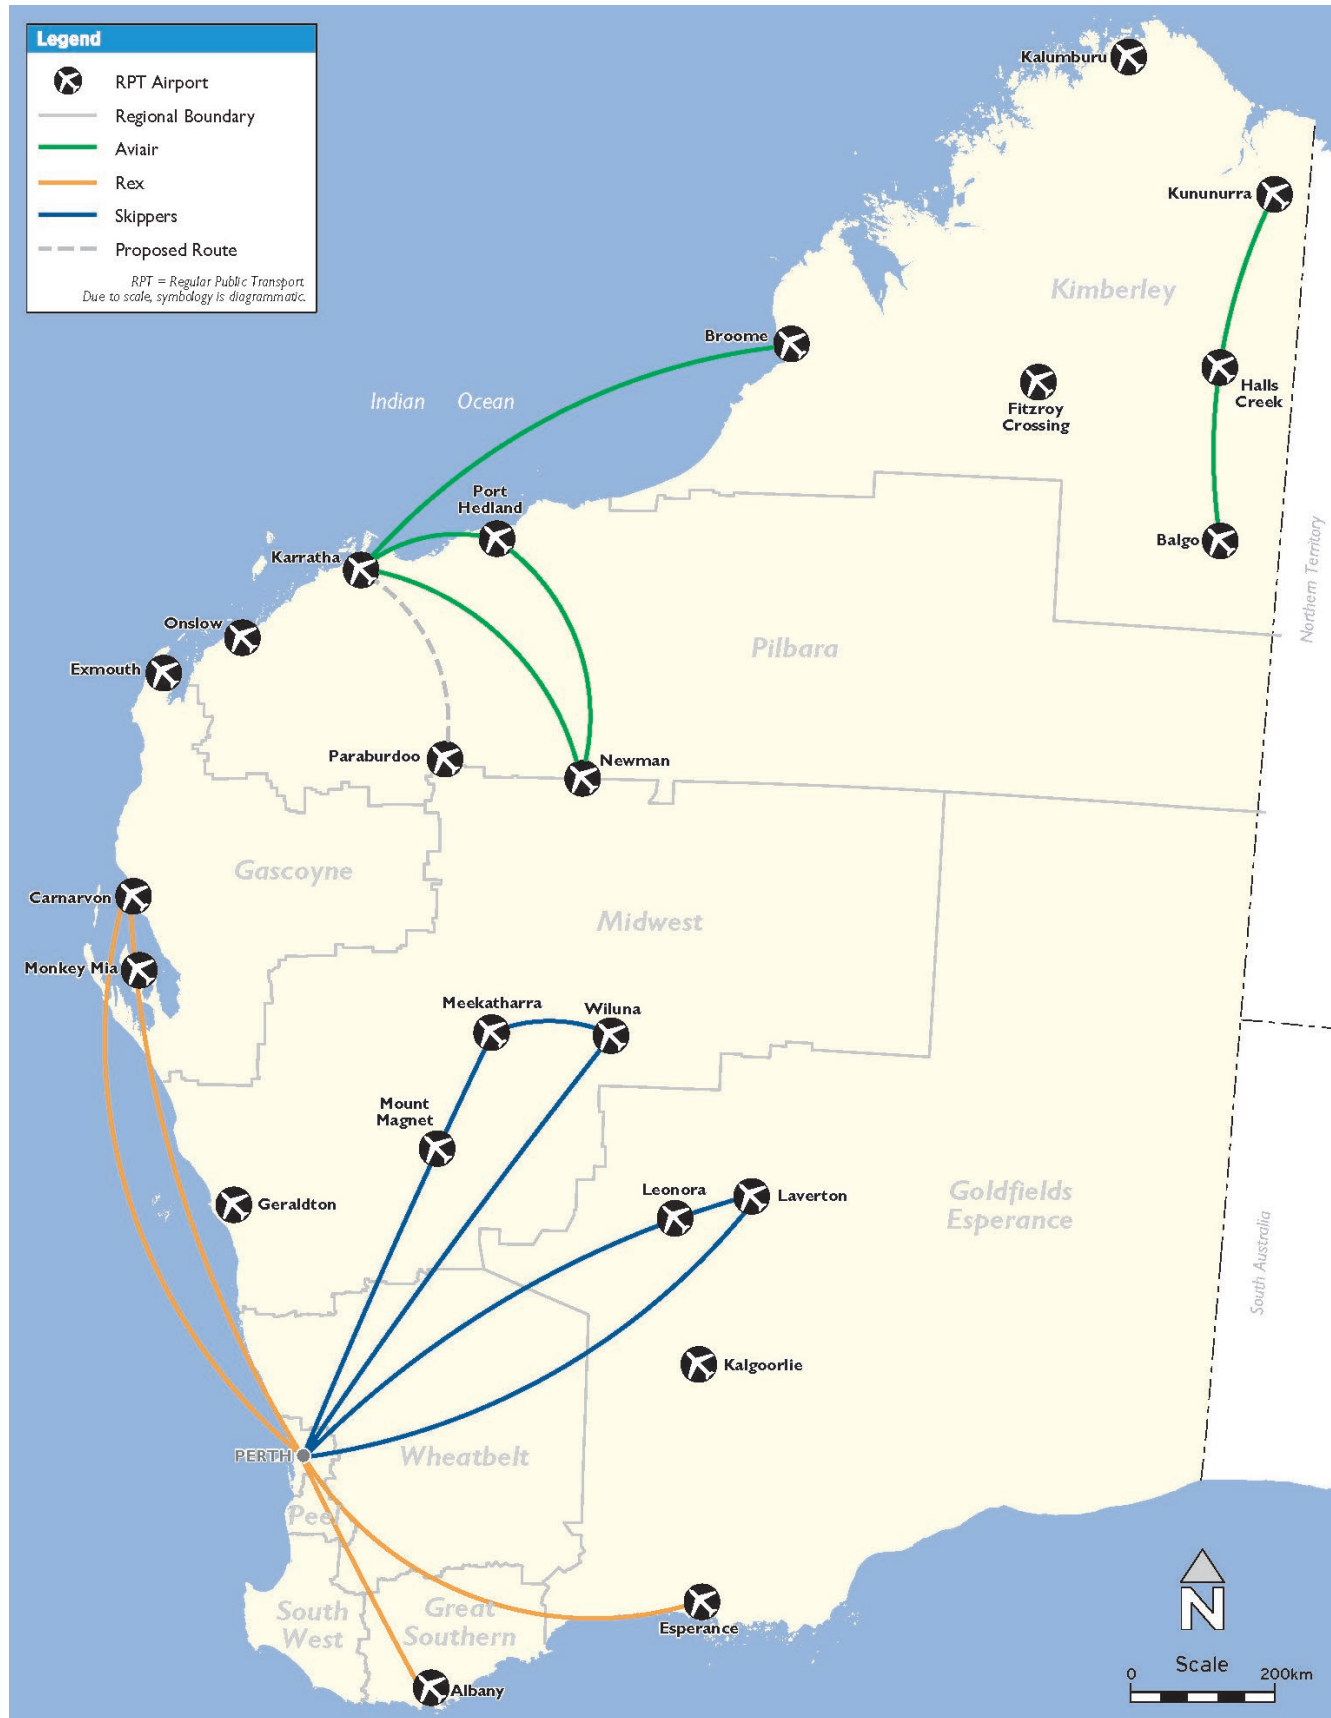 Legend
RPT Airport
Regional Boundary
Aviair
Rex
Skippers
Proposed Route
RPT = Regular Public Transport
Due to scale, symbology is diagrammatic.
Kalumburu
Kununurra
Kimberley
Broome
Halls
Creek
Fitzroy
Crossing
Indian Ocean
Port
Hedland
Balgo
Karratha
Northern Territory
Onslow
Pilbara
Exmouth
Paraburdoo
Newman
Gascoyne
Carnarvon
Midwest
Monkey Mia
Meekatharra
Wiluna
Mount
Magnet
Leonora
Laverton
Goldfields
Esperance
Geraldton
South Australia
Kalgoorlie
PERTH
Wheatbelt
Peel
South
West
Great
Southern
Esperance
Albany
N
Scale
0 200km